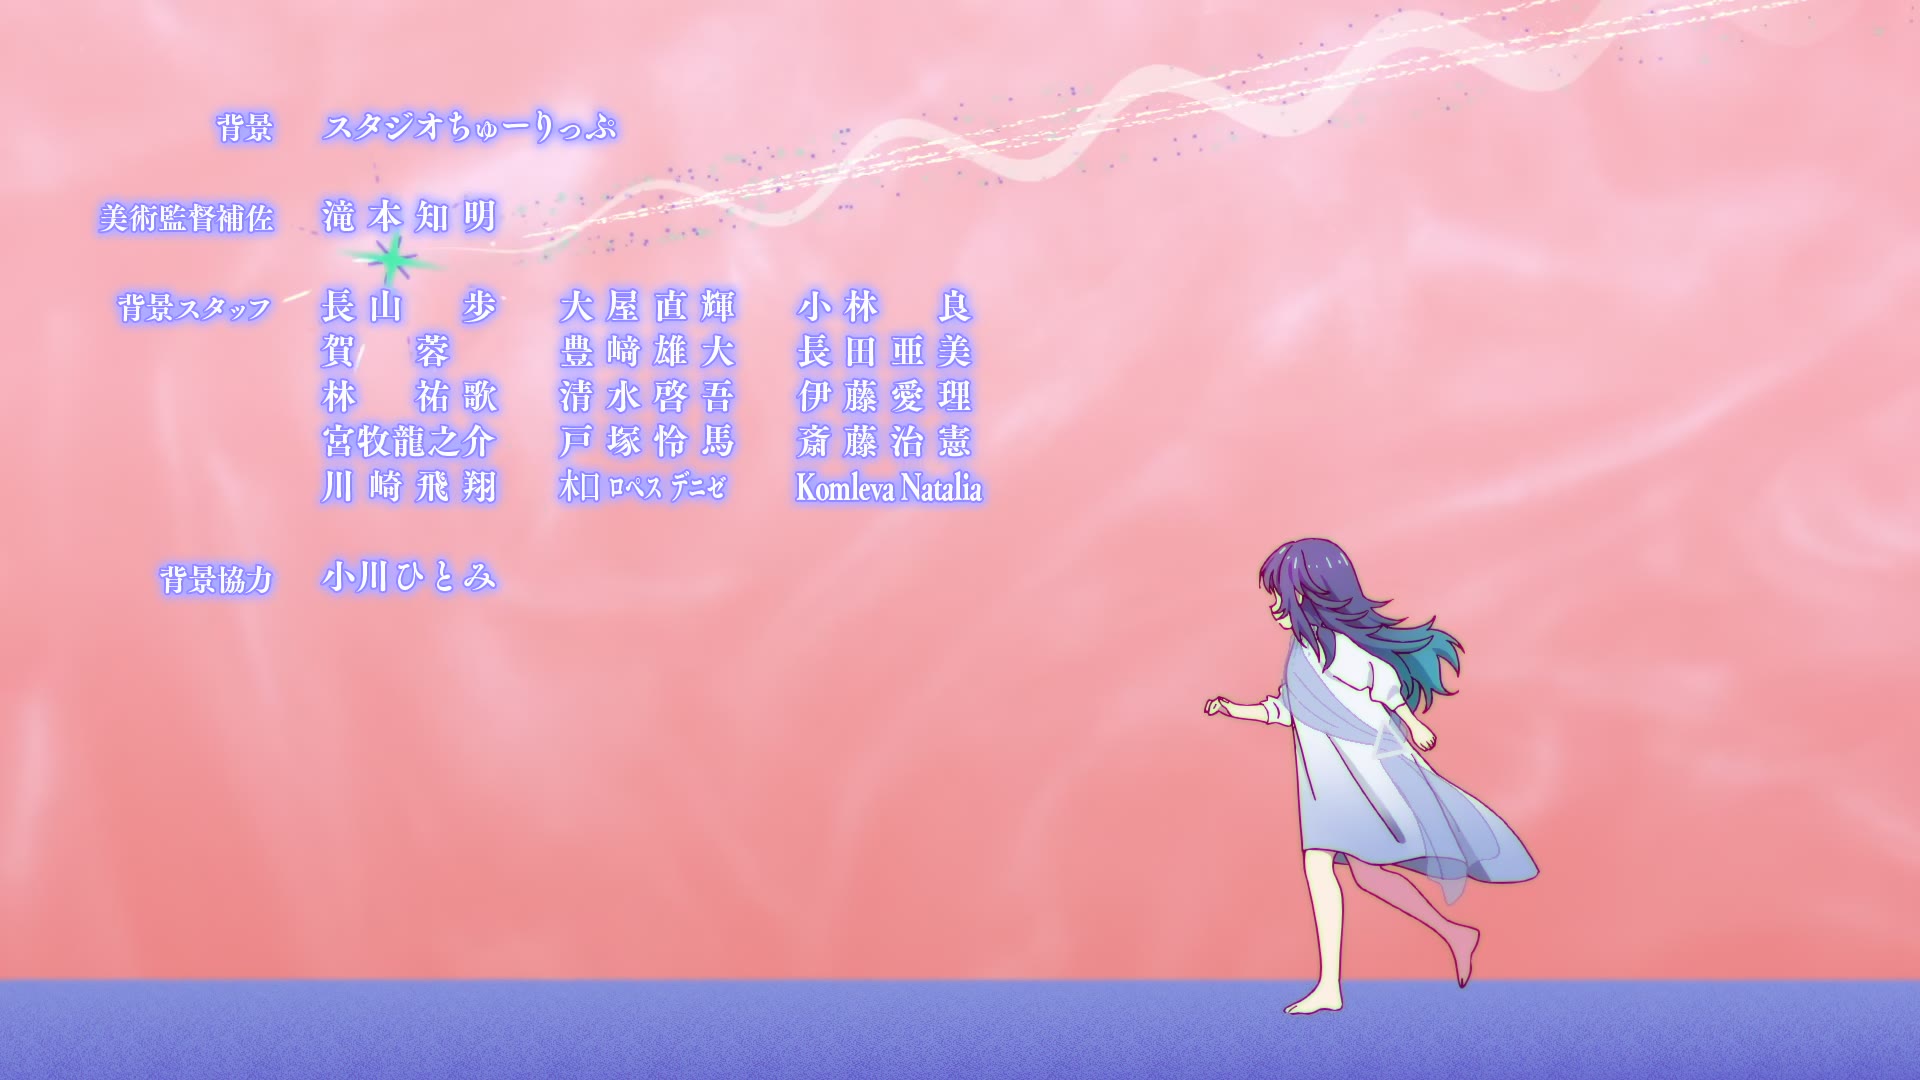 背景 スタジオちゅーりっぷ
美術監督補佐 滝本知明
背景スタッフ 長山 歩 大屋直輝 小林 良
賀 蓉 豊﨑雄大 長田亜美
林 祐歌 清水啓吾 伊藤愛理
宮牧龍之介 戸塚怜馬 斎藤治憲
川崎飛翔 木口 ロペス デニゼ Komleva Natalia
背景協力 小川ひとみ